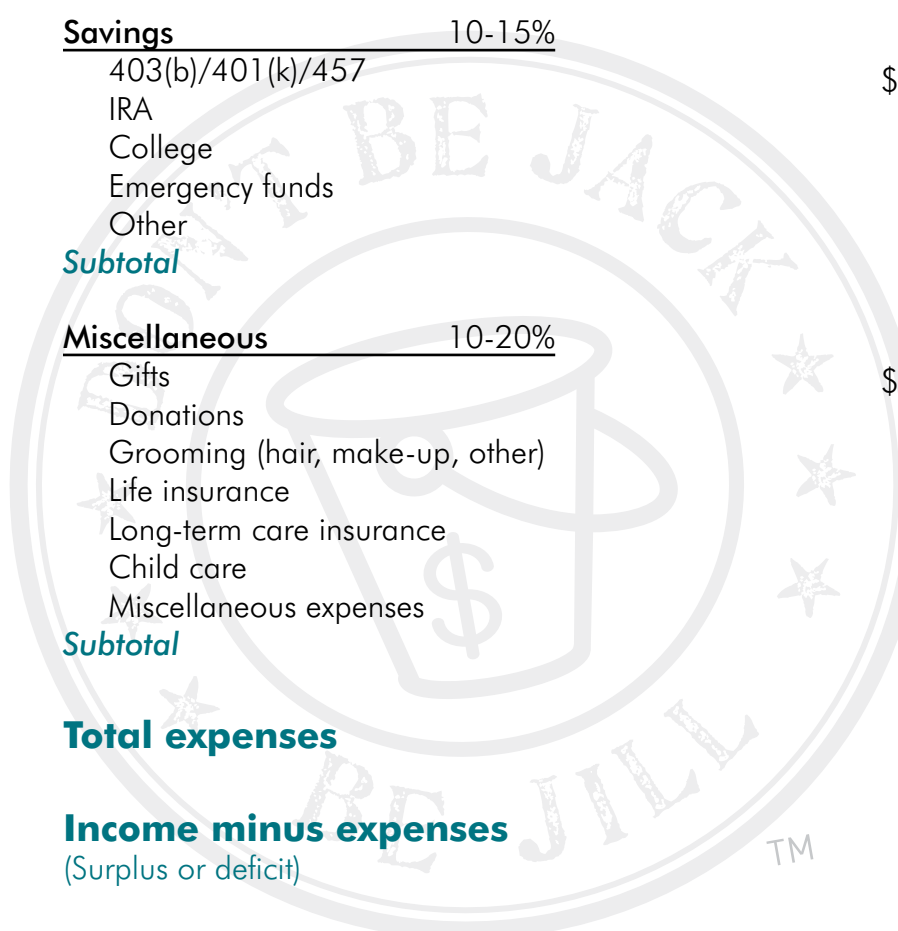 Savings 10-15%
403(b)/401(k)/457 $
IRA
College
Emergency funds
Other
Subtotal
Miscellaneous 10-20%
Gifts $
Donations
Grooming (hair, make-up, other)
Life insurance
Long-term care insurance
Child care
Miscellaneous expenses
Subtotal
Total expenses
Income minus expenses
(Surplus or deficit)
DON'T BE JACK
$
BE JILL
TM